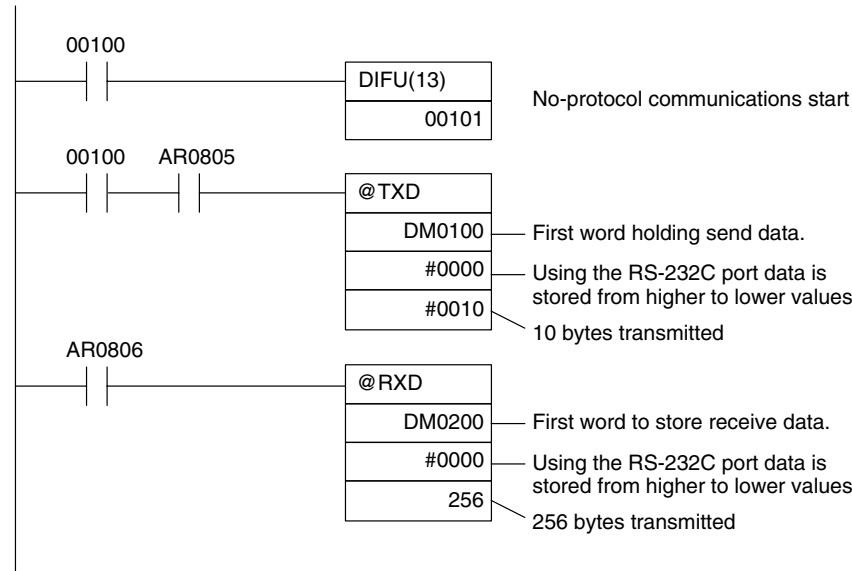 00100
DIFU(13)
00101
No-protocol communications start
00100 AR0805
@TXD
DM0100
First word holding send data.
#0000
Using the RS-232C port data is
stored from higher to lower values
#0010
10 bytes transmitted
AR0806
@RXD
DM0200
First word to store receive data.
#0000
Using the RS-232C port data is
stored from higher to lower values
256
256 bytes transmitted